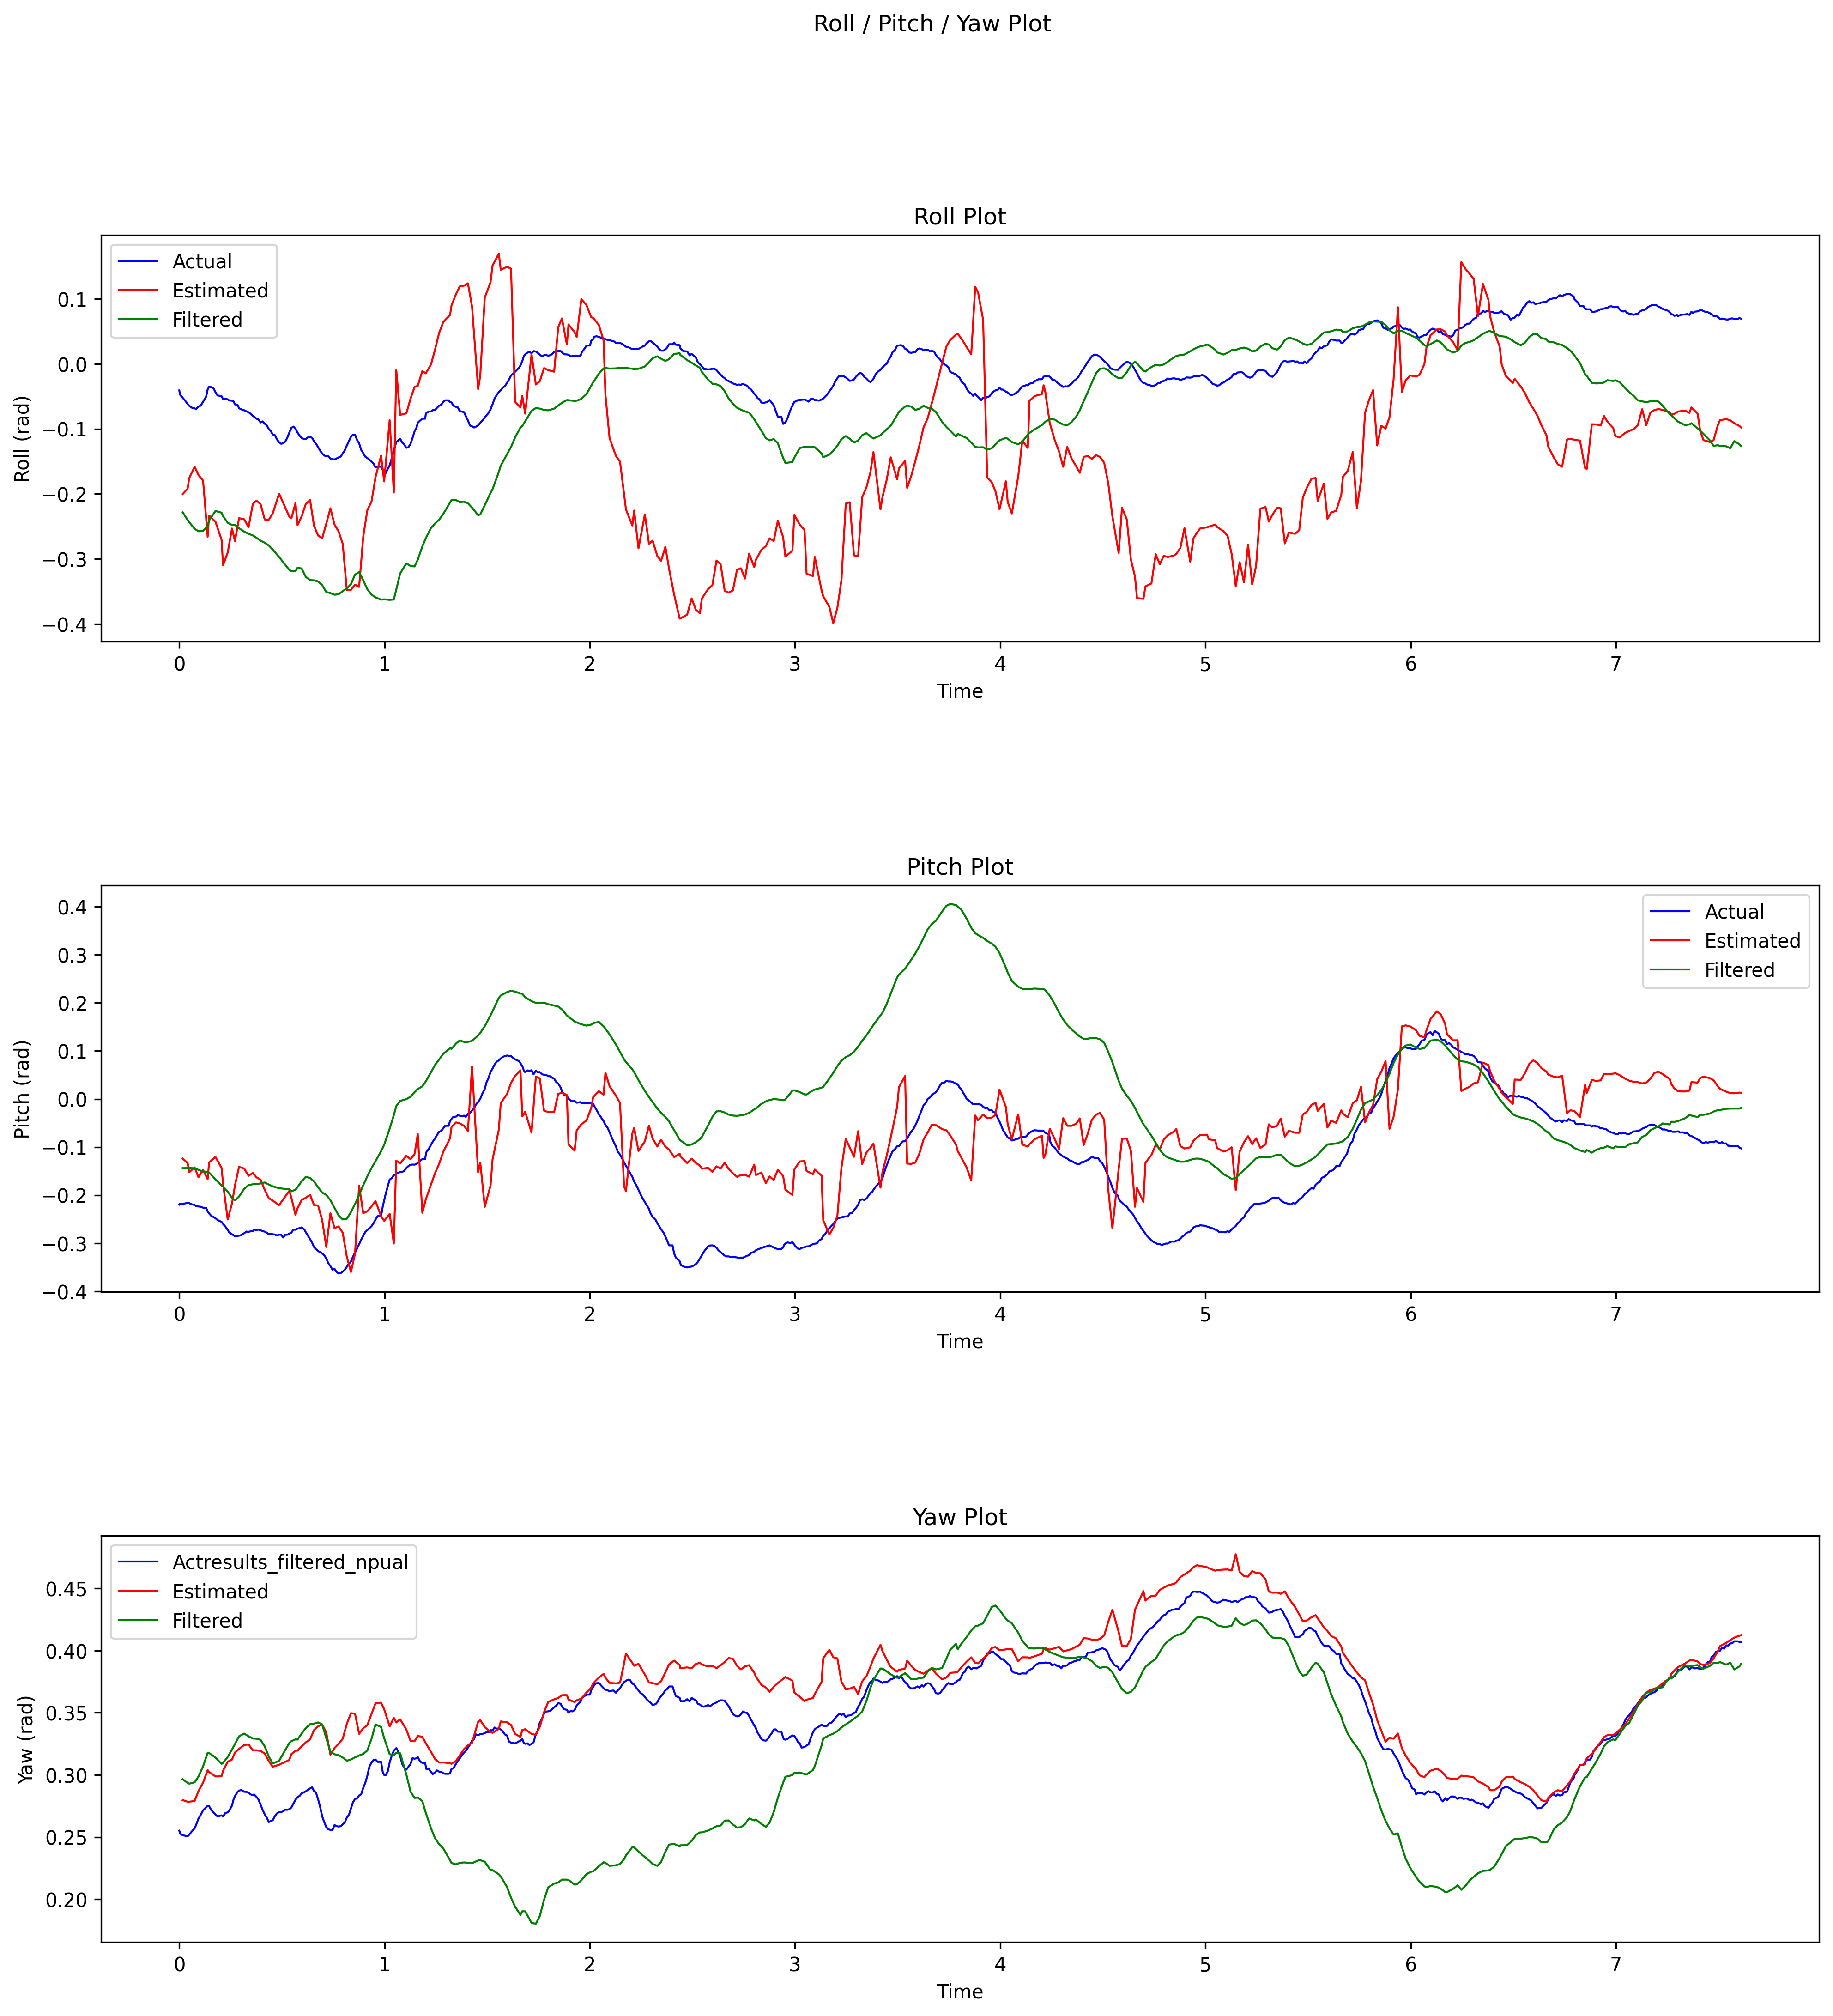 Roll / Pitch / Yaw Plot
Roll Plot
Actual
Estimated
Filtered
Roll (rad)
0.1
0.0
−0.1
−0.2
−0.3
−0.4
0 1 2 3 4 5 6 7
Time
Pitch Plot
Actual
Estimated
Filtered
Pitch (rad)
0.4
0.3
0.2
0.1
0.0
−0.1
−0.2
−0.3
−0.4
0 1 2 3 4 5 6 7
Time
Yaw Plot
Actresults_filtered_npual
Estimated
Filtered
Yaw (rad)
0.45
0.40
0.35
0.30
0.25
0.20
0 1 2 3 4 5 6 7
Time